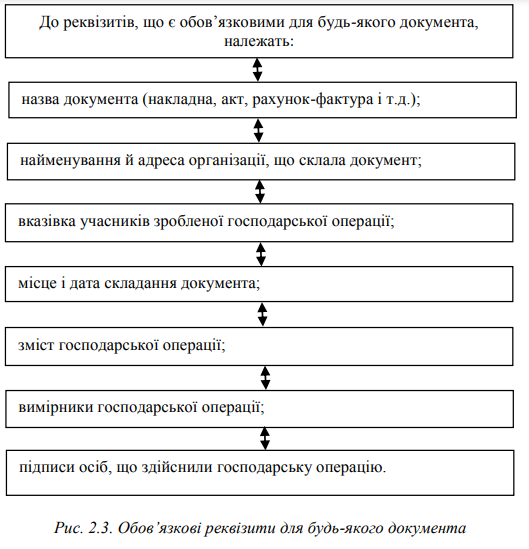 До реквізитів, що є обов’язковими для будь-якого документа,
належать:
назва документа (накладна, акт, рахунок-фактура і т.д.);
найменування й адреса організації, що склала документ;
вказівка учасників зробленої господарської операції;
місце і дата складання документа;
зміст господарської операції;
вимірники господарської операції;
підписи осіб, що здійснили господарську операцію.
Рис. 2.3. Обов’язкові реквізити для будь-якого документа